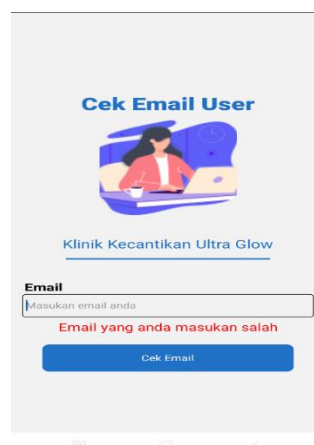 Cek Email User
Klinik Kecantikan Ultra Glow
Email
Masukan email anda
Email yang anda masukan salah
Cek Email